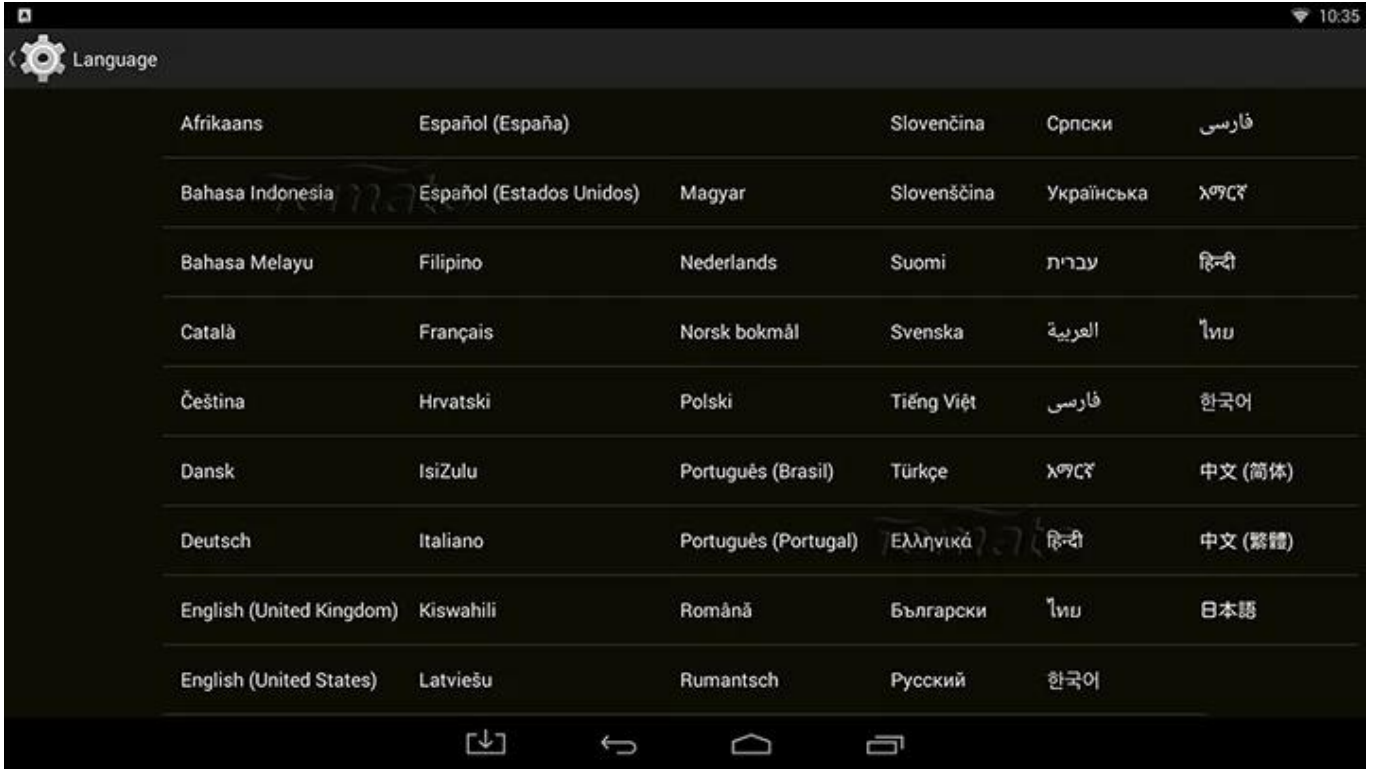 10:35
Language
Afrikaans Español (España) Slovenčina Српски فارسی
Bahasa Indonesia Español (Estados Unidos) Magyar Slovenščina Українська አማርኛ
Bahasa Melayu Filipino Nederlands Suomi עברית हिन्दी
Català Français Norsk bokmål Svenska العربية ไทย
Čeština Hrvatski Polski Tiếng Việt فارسی 한국어
Dansk IsiZulu Português (Brasil) Türkçe አማርኛ 中文 (简体)
Deutsch Italiano Português (Portugal) Ελληνικά हिन्दी 中文 (繁體)
English (United Kingdom) Kiswahili Română Български ไทย 日本語
English (United States) Latviešu Rumantsch Русский 한국어